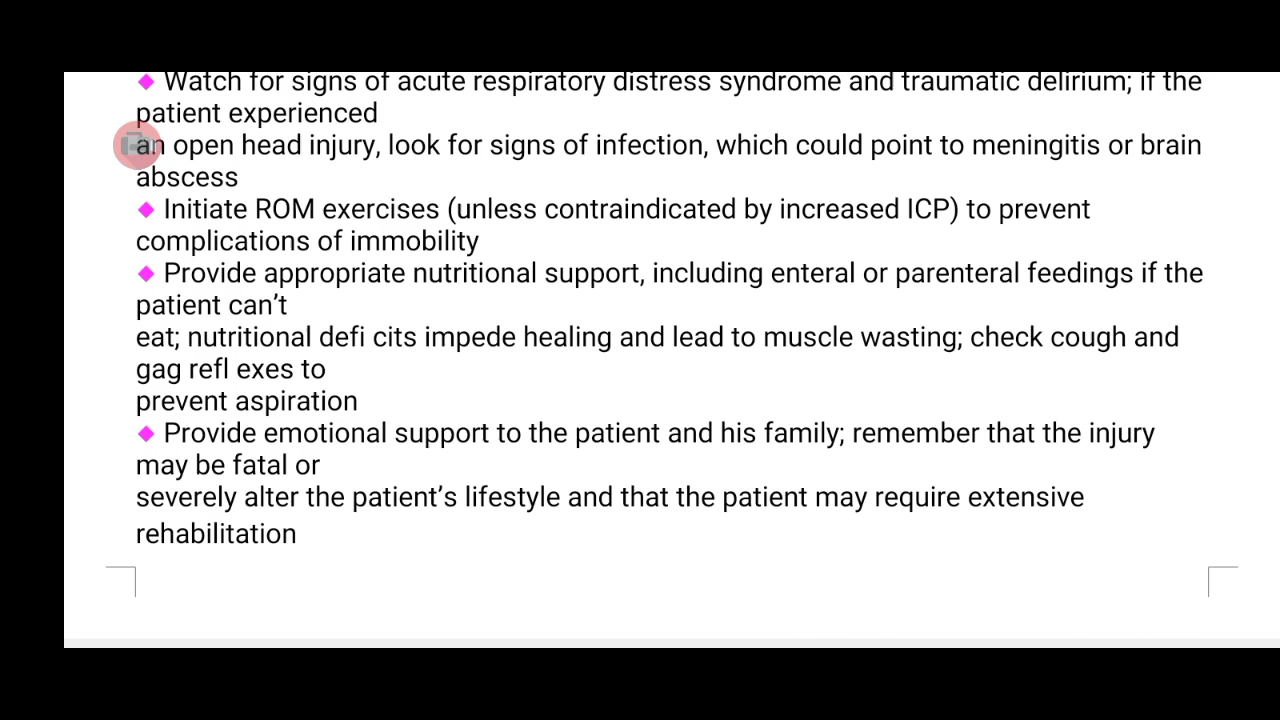 ◆ Watch for signs of acute respiratory distress syndrome and traumatic delirium; if the
patient experienced
an open head injury, look for signs of infection, which could point to meningitis or brain
abscess
◆ Initiate ROM exercises (unless contraindicated by increased ICP) to prevent
complications of immobility
◆ Provide appropriate nutritional support, including enteral or parenteral feedings if the
patient can’t
eat; nutritional defi cits impede healing and lead to muscle wasting; check cough and
gag refl exes to
prevent aspiration
◆ Provide emotional support to the patient and his family; remember that the injury
may be fatal or
severely alter the patient’s lifestyle and that the patient may require extensive
rehabilitation